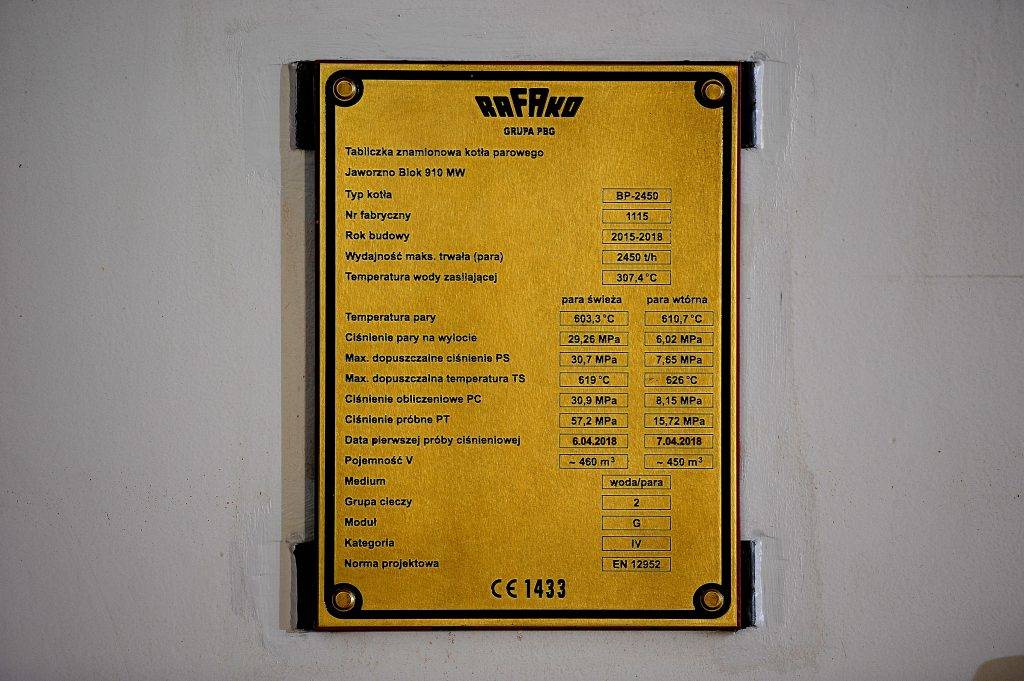 RAFAKO
GRUPA PBG
Tabliczka znamionowa kotła parowego
Jaworzno Blok 910 MW
Typ kotła BP-2450
Nr fabryczny 1115
Rok budowy 2015-2018
Wydajność maks. trwała (para) 2450 t/h
Temperatura wody zasilającej 307,4 °C
para świeża para wtórna
Temperatura pary 603,3 °C 610,7 °C
Ciśnienie pary na wylocie 29,26 MPa 6,02 MPa
Max. dopuszczalne ciśnienie PS 30,7 MPa 7,65 MPa
Max. dopuszczalna temperatura TS 619 °C 626 °C
Ciśnienie obliczeniowe PC 30,9 MPa 8,15 MPa
Ciśnienie próbne PT 57,2 MPa 15,72 MPa
Data pierwszej próby ciśnieniowej 6.04.2018 7.04.2018
Pojemność V ~ 460 m³ ~ 450 m³
Medium woda/para
Grupa cieczy 2
Moduł G
Kategoria IV
Norma projektowa EN 12952
CE 1433